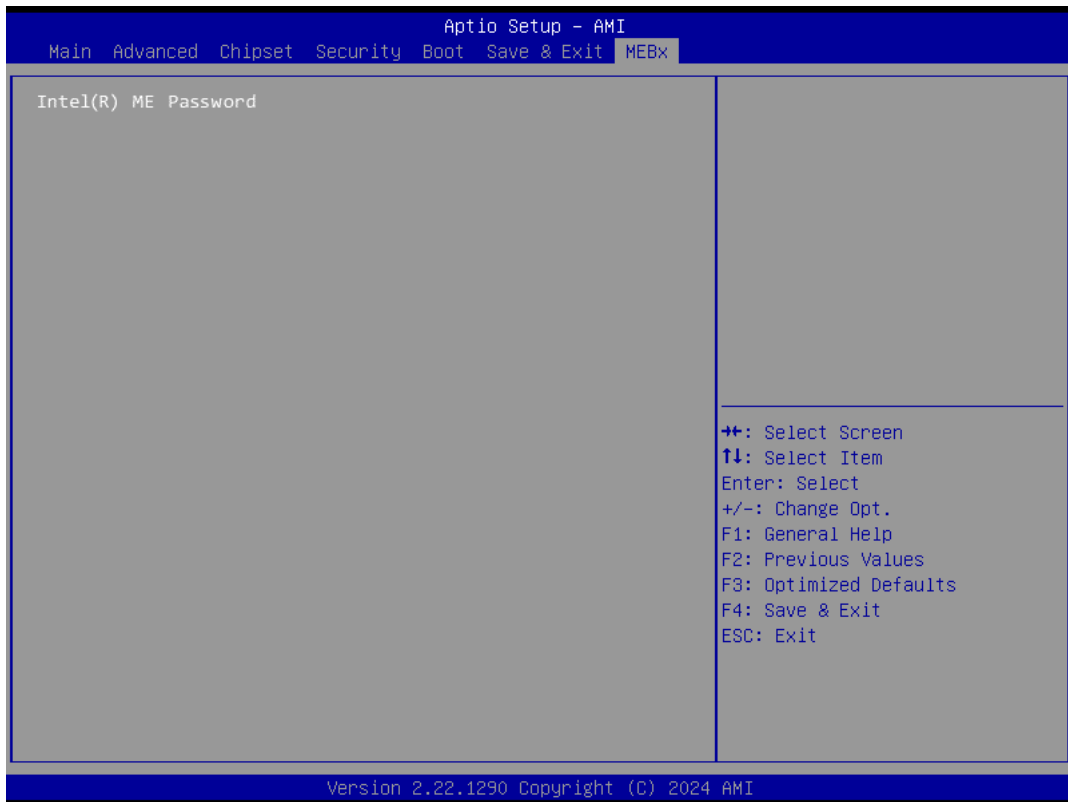 Aptio Setup – AMI
Main Advanced Chipset Security Boot Save & Exit MEBx
Intel(R) ME Password
→←: Select Screen
↑↓: Select Item
Enter: Select
+/-: Change Opt.
F1: General Help
F2: Previous Values
F3: Optimized Defaults
F4: Save & Exit
ESC: Exit
Version 2.22.1290 Copyright (C) 2024 AMI